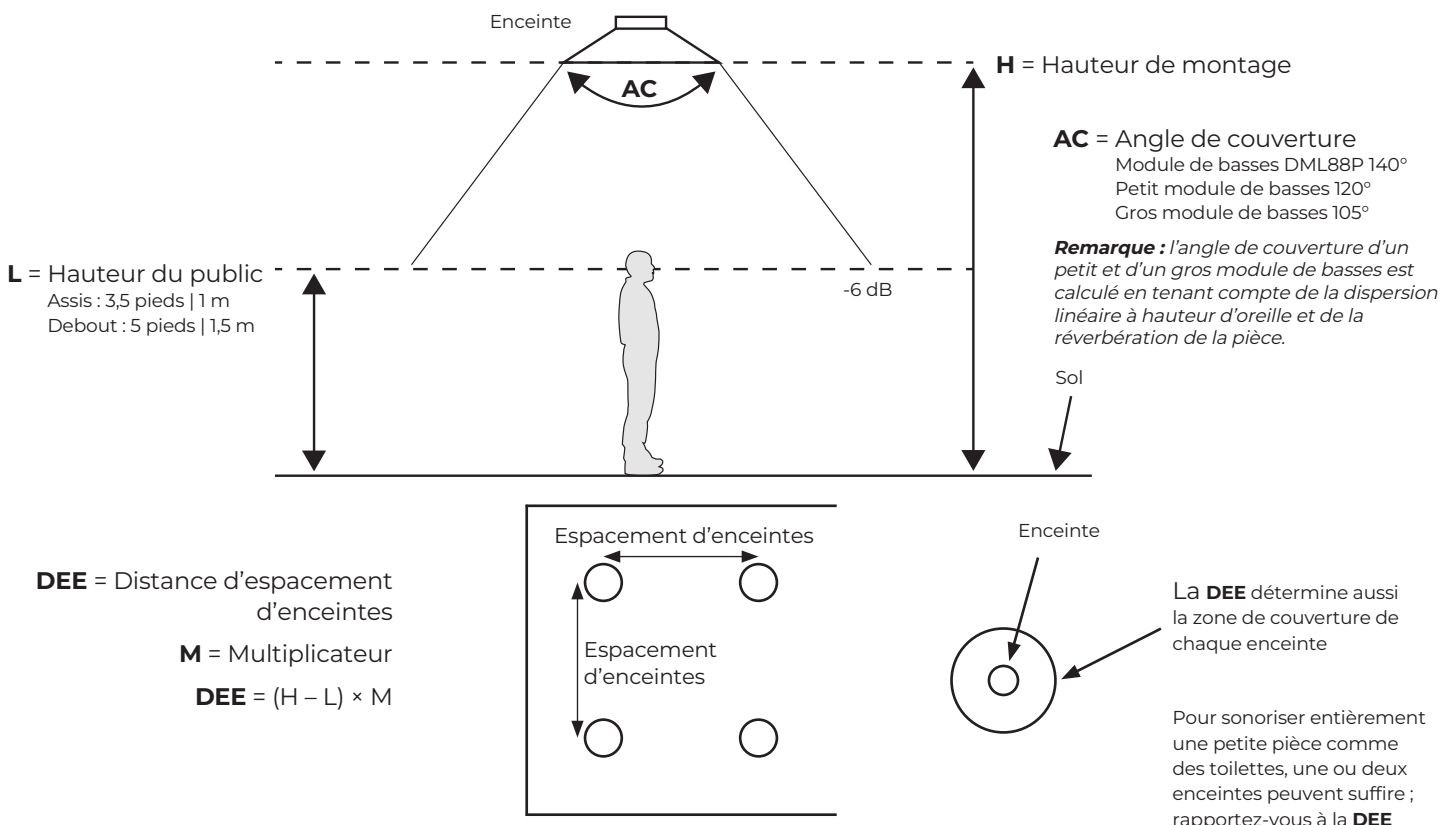 Enceinte
H = Hauteur de montage
AC
AC = Angle de couverture
Module de basses DML88P 140°
Petit module de basses 120°
Gros module de basses 105°
Remarque : l'angle de couverture d'un
petit et d'un gros module de basses est
calculé en tenant compte de la dispersion
linéaire à hauteur d'oreille et de la
réverbération de la pièce.
L = Hauteur du public
Assis : 3,5 pieds | 1 m
Debout : 5 pieds | 1,5 m
-6 dB
Sol
DEE = Distance d'espacement
d'enceintes
M = Multiplicateur
DEE = (H – L) × M
Espacement d'enceintes
Espacement
d'enceintes
Enceinte
La DEE détermine aussi
la zone de couverture de
chaque enceinte
Pour sonoriser entièrement
une petite pièce comme
des toilettes, une ou deux
enceintes peuvent suffire ;
rapportez-vous à la DEE